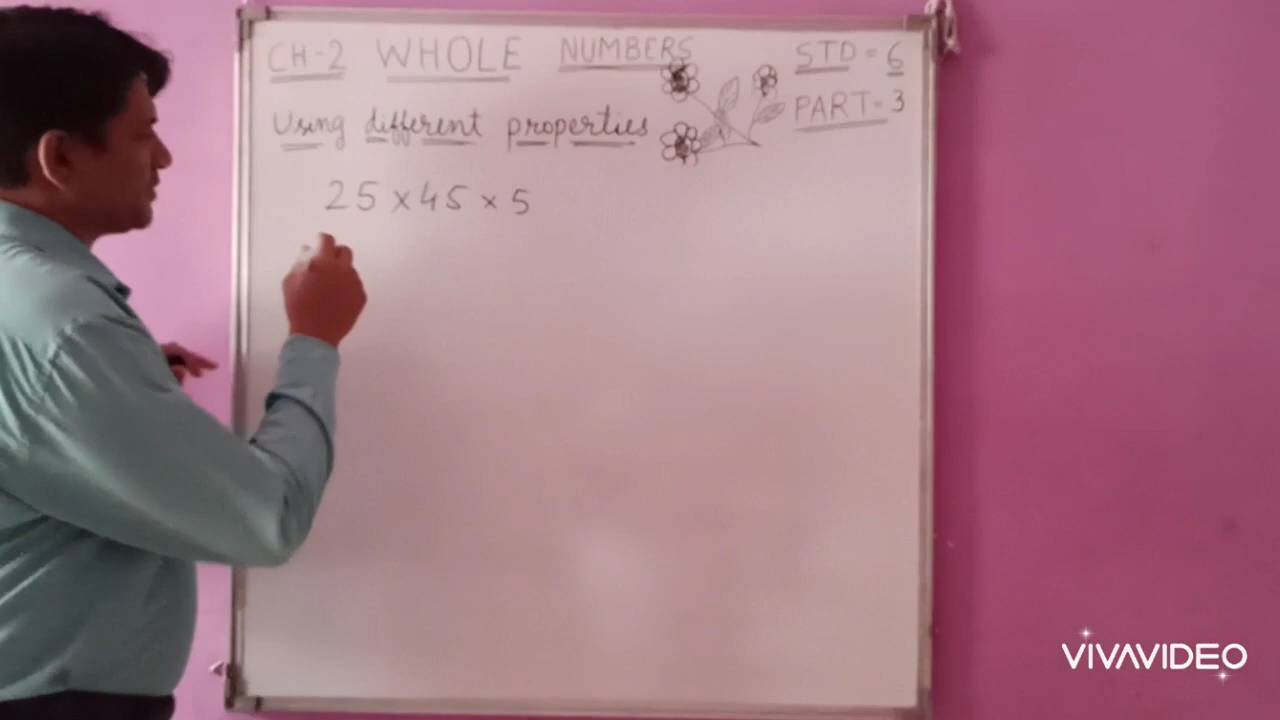 CH-2 WHOLE NUMBERS
STD = 6
PART = 3
Using different properties
25 × 45 × 5
VIVAVIDEO